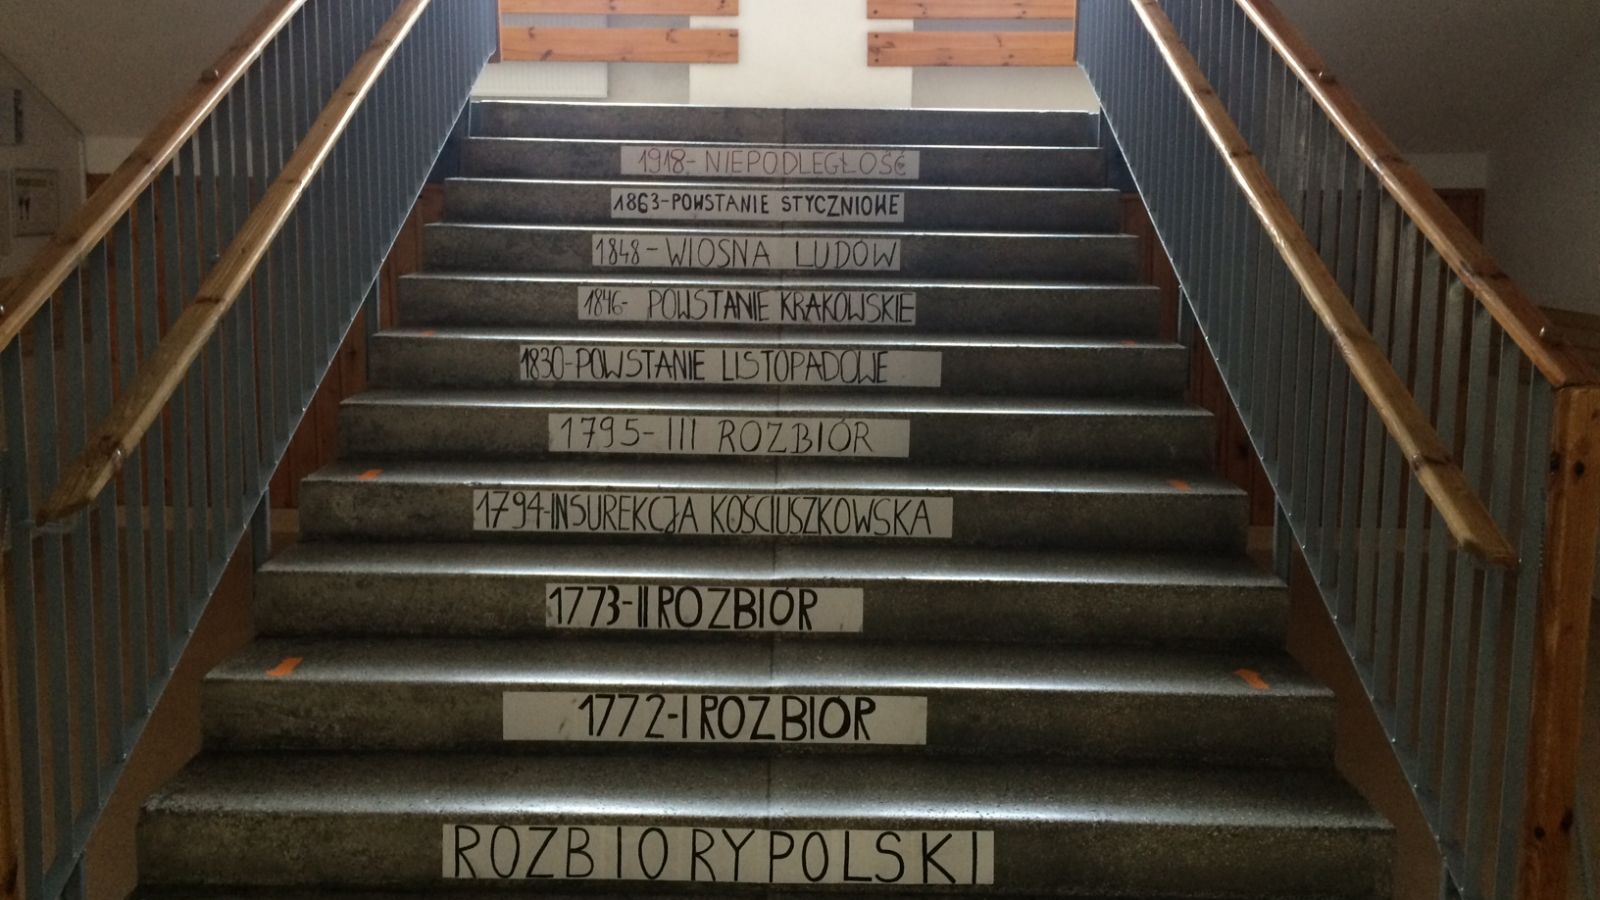 1918- NIEPODLEGŁOŚĆ
1863-POWSTANIE STYCZNIOWE
1848- WIOSNA LUDÓW
1846- POWSTANIE KRAKOWSKIE
1830-POWSTANIE LISTOPADOWE
1795- III ROZBIÓR
1794-INSUREKCJA KOŚCIUSZKOWSKA
1773-II ROZBIÓR
1772-I ROZBIÓR
ROZBIORY POLSKI